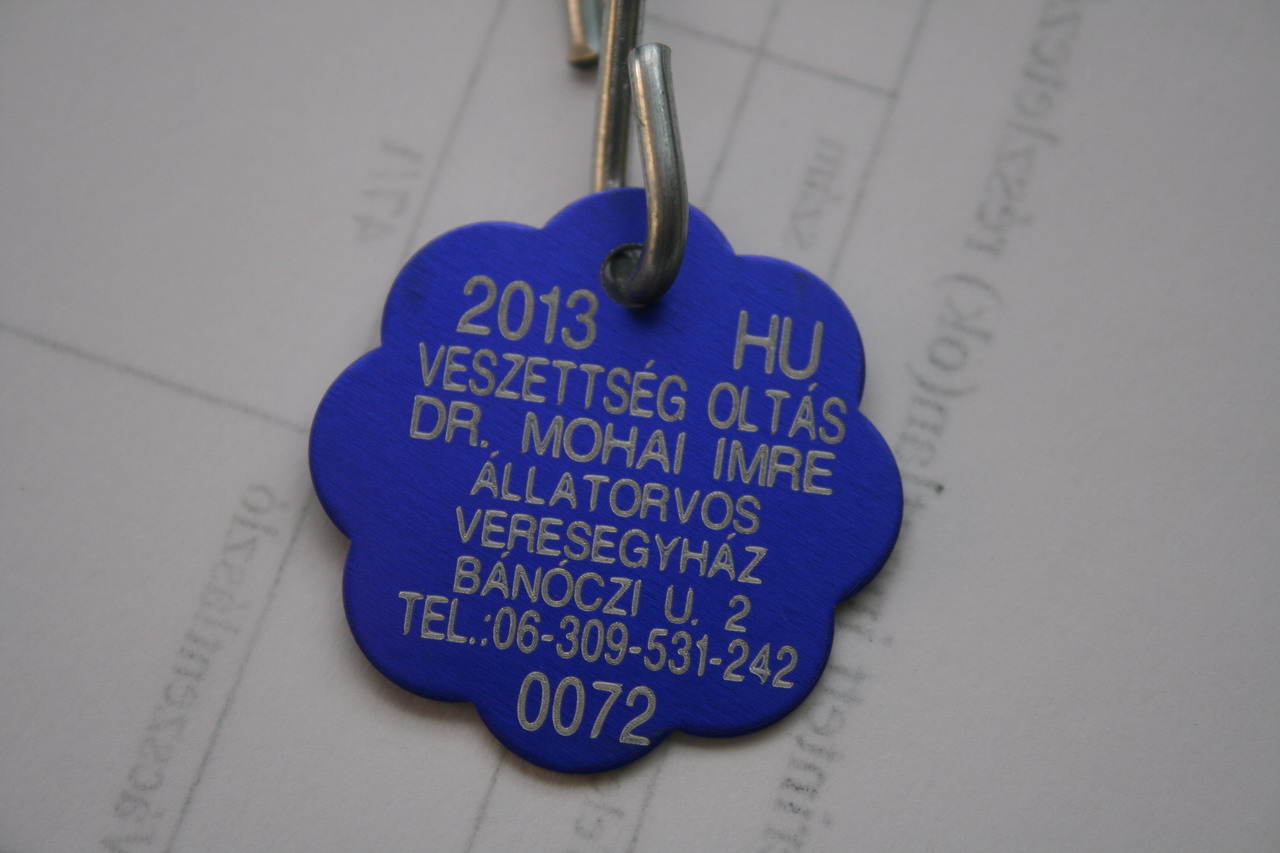 2013 HU
VESZETTSÉG OLTÁS
DR. MOHAI IMRE
ÁLLATORVOS
VERESEGYHÁZ
BÁNÓCZI U. 2
TEL.:06-309-531-242
0072